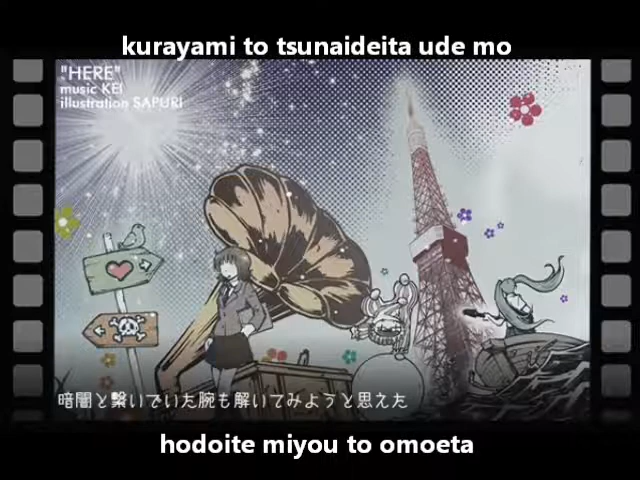 kurayami to tsunaideita ude mo
"HERE"
music KEI
illustration SAPURI
暗闇と繋いでいた腕も解いてみようと思えた
hodoite miyou to omoeta